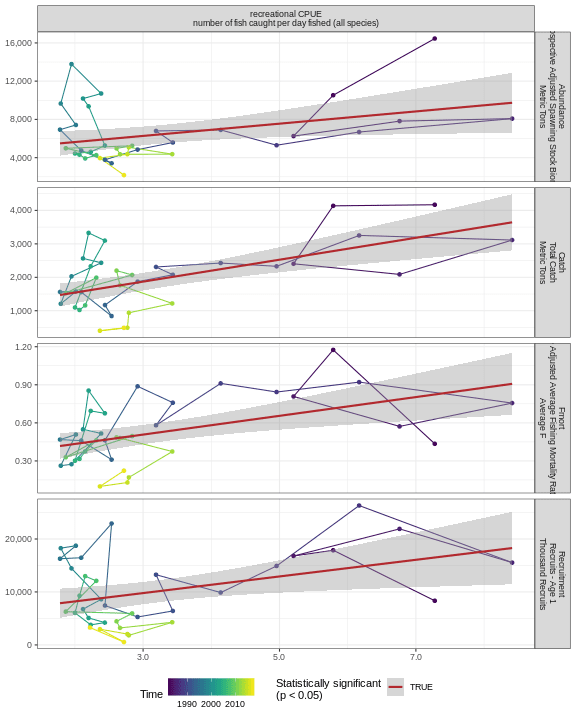 recreational CPUE
number of fish caught per day fished (all species)
16,000
12,000
8,000
4,000
Abundance
Adjusted Spawning Stock
Metric Tons
4,000
3,000
2,000
1,000
Catch
Total Catch
Metric Tons
1.20
0.90
0.60
0.30
Fmort
Adjusted Average Fishing Mortality
Average F
20,000
10,000
0
Recruitment
Recruits - Age 1
Thousand Recruits
3.0
5.0
7.0
Time
1990 2000 2010
Statistically significant
(p < 0.05)
TRUE